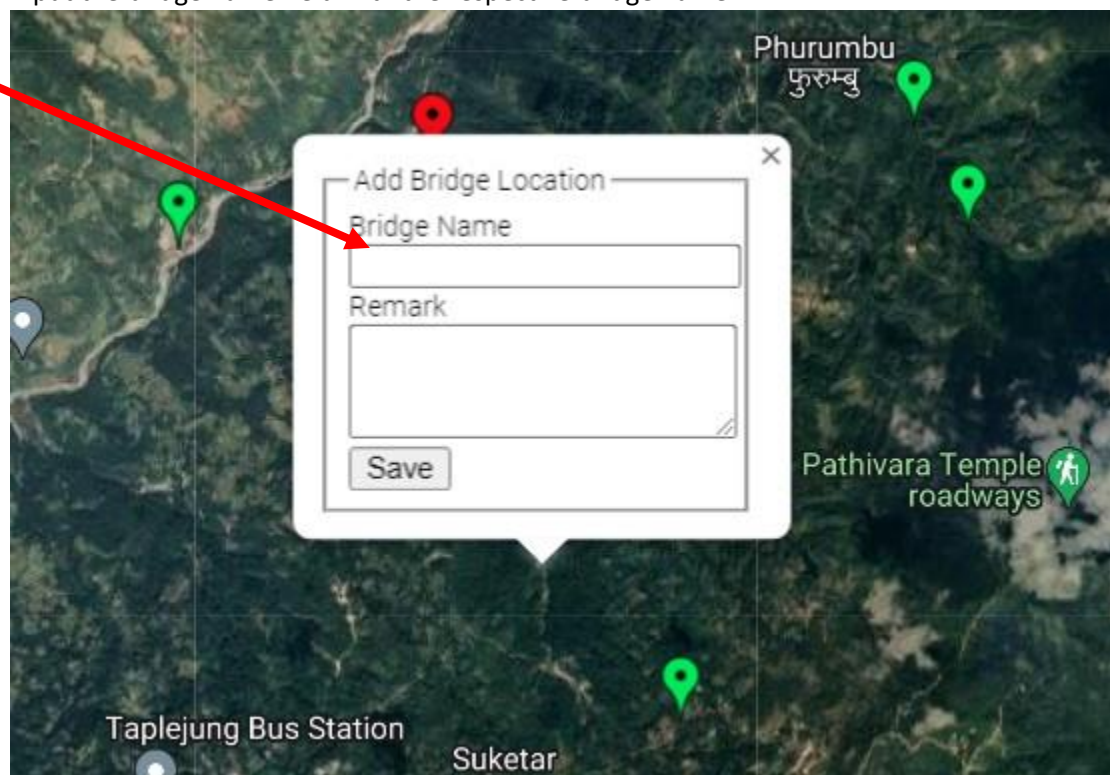 Phurumbu
फुरुम्बु
Add Bridge Location
Bridge Name
Remark
Save
Pathivara Temple
roadways
Taplejung Bus Station
Suketar